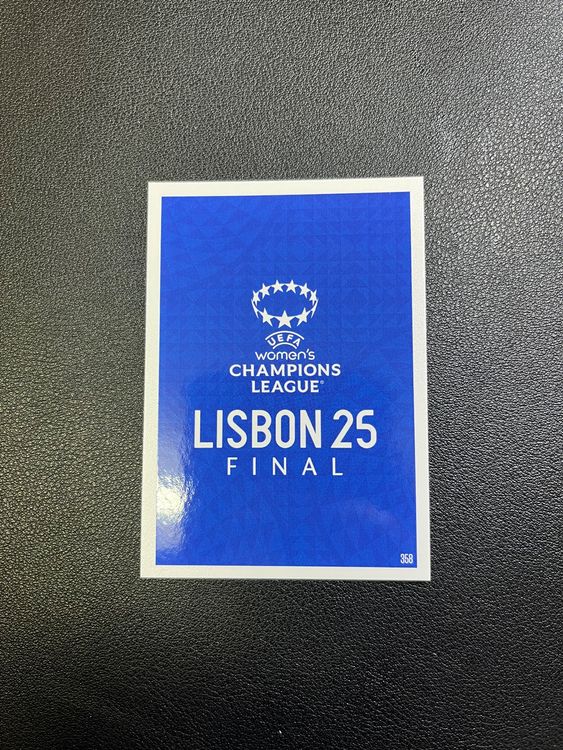 UEFA
women's
CHAMPIONS
LEAGUE®
LISBON 25
FINAL
358